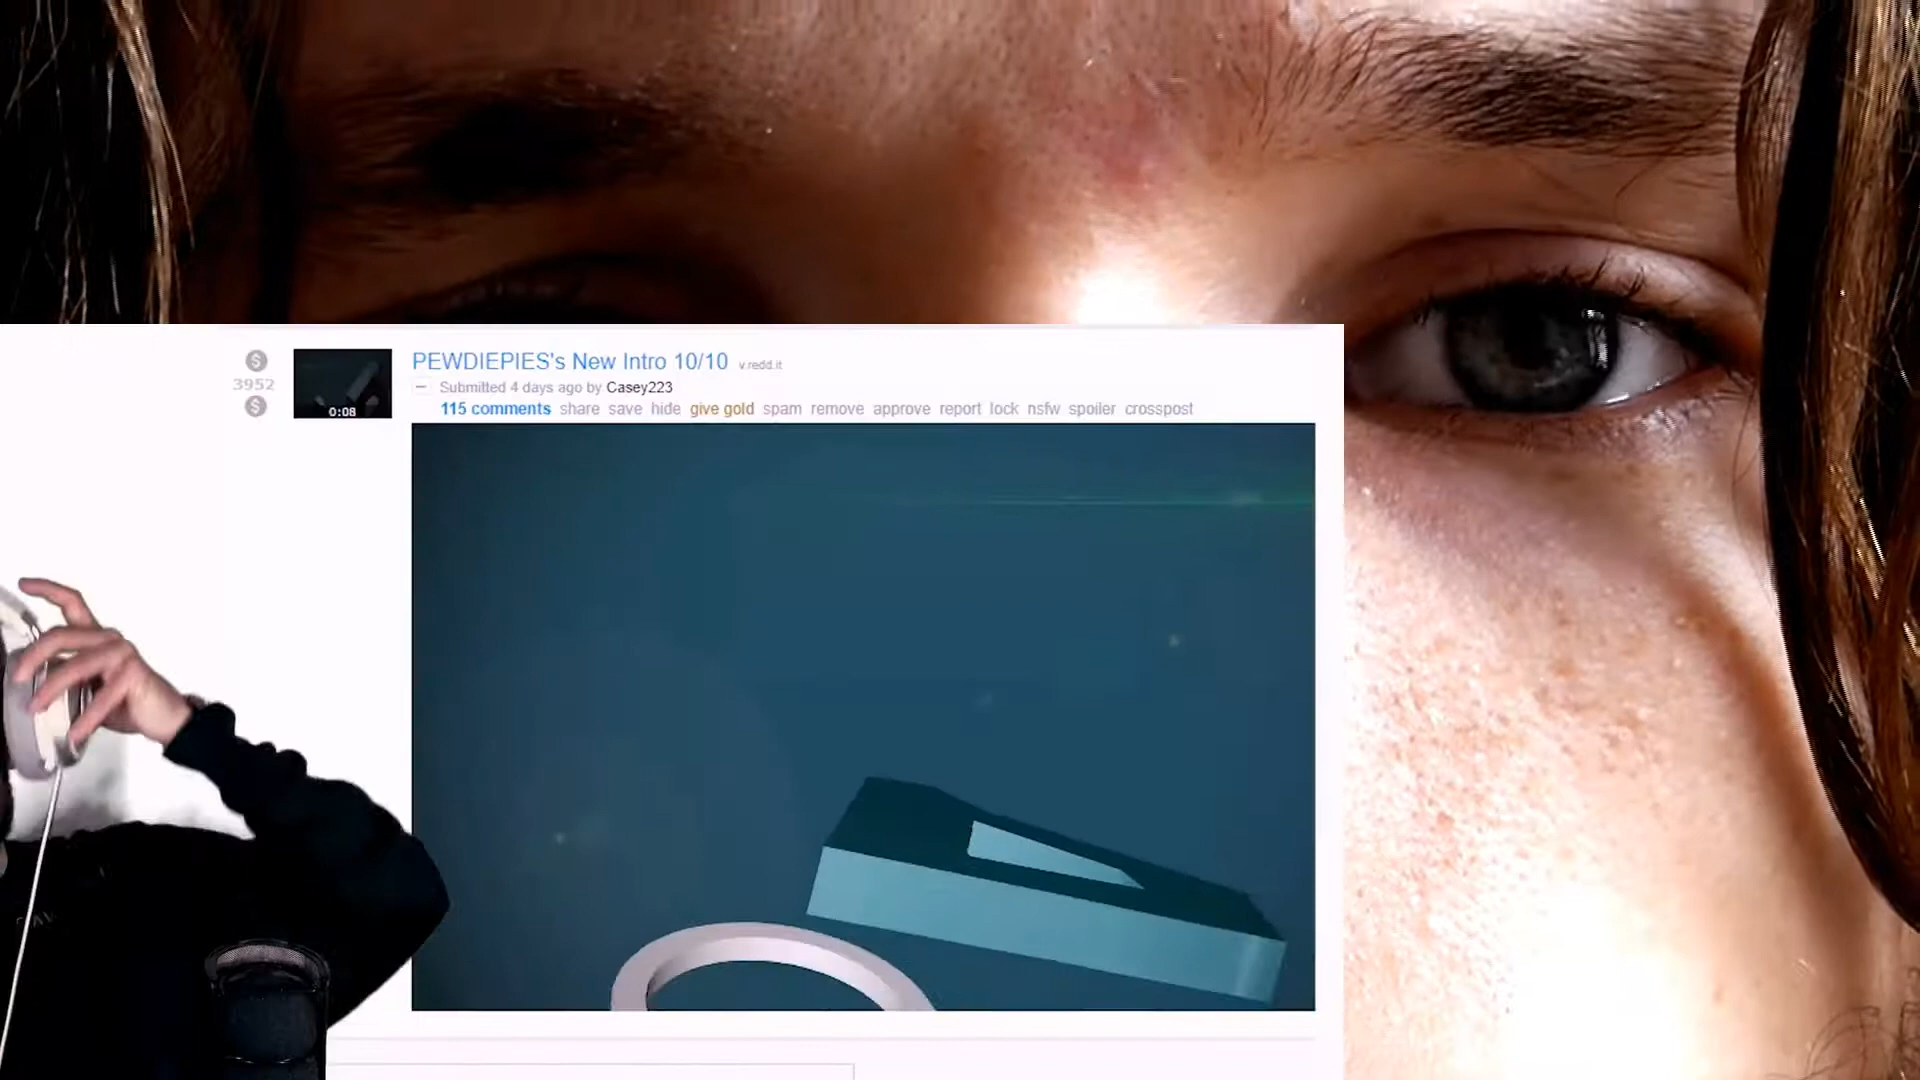 PEWDIEPIES's New Intro 10/10 v.redd.it
3952
Submitted 4 days ago by Casey223
0:08
115 comments share save hide give gold spam remove approve report lock nsfw spoiler crosspost